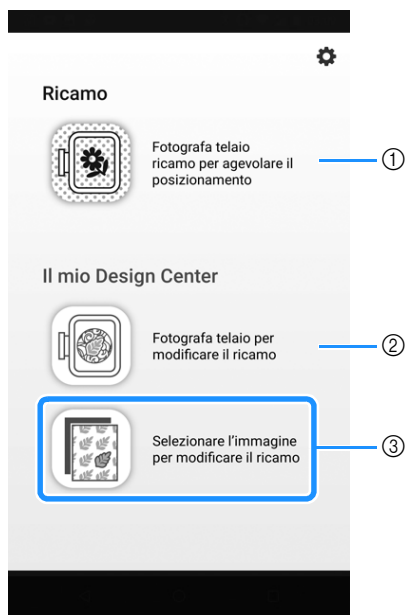 Ricamo
Fotografa telaio
ricamo per agevolare il
posizionamento
①
Il mio Design Center
Fotografa telaio per
modificare il ricamo
②
Selezionare l'immagine
per modificare il ricamo
③